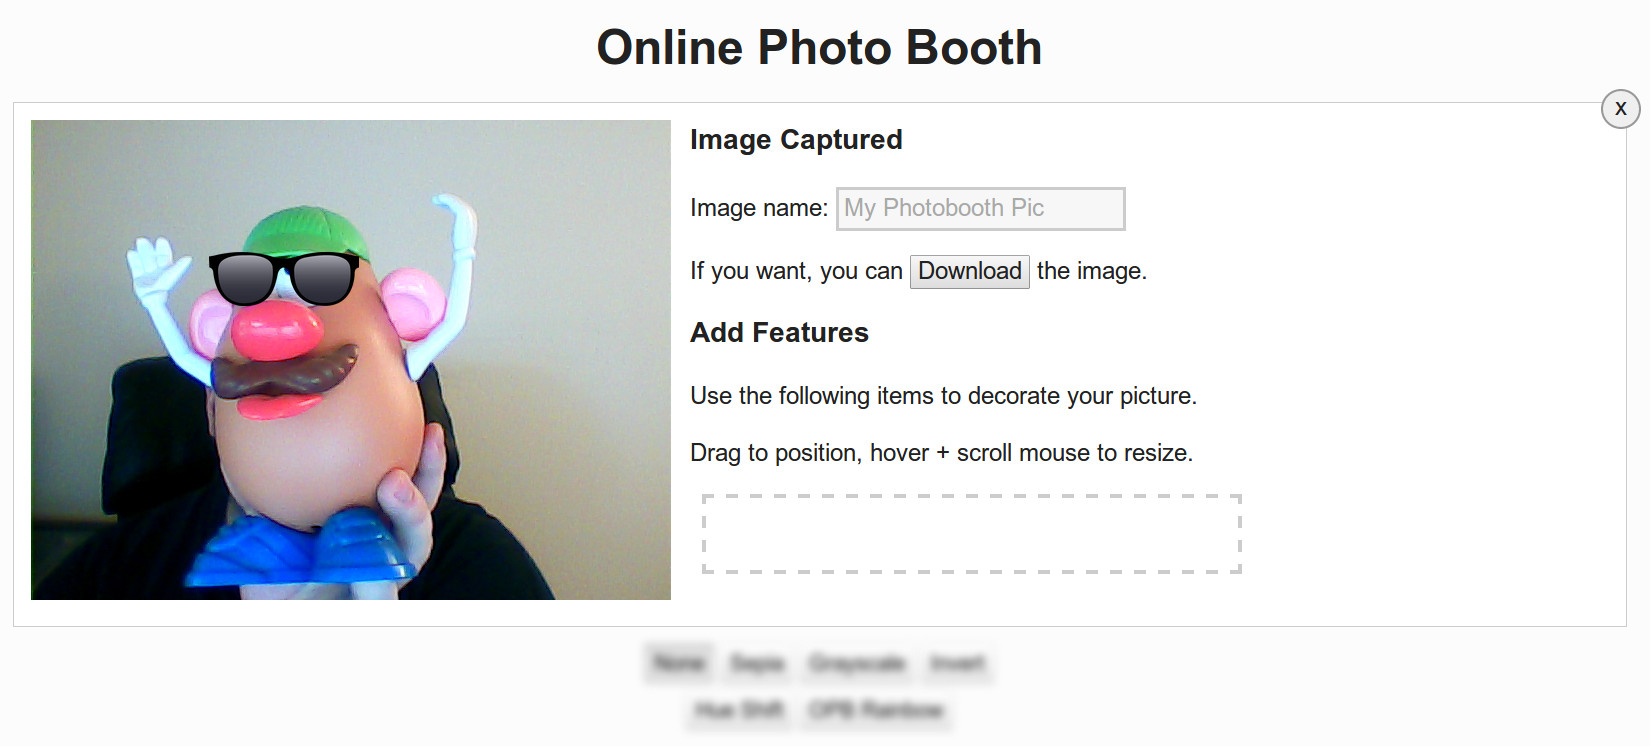 Online Photo Booth
X
Image Captured
Image name: My Photobooth Pic
If you want, you can Download the image.
Add Features
Use the following items to decorate your picture.
Drag to position, hover + scroll mouse to resize.
None Sepia Grayscale Invert
Hue Shift OPB Rainbow